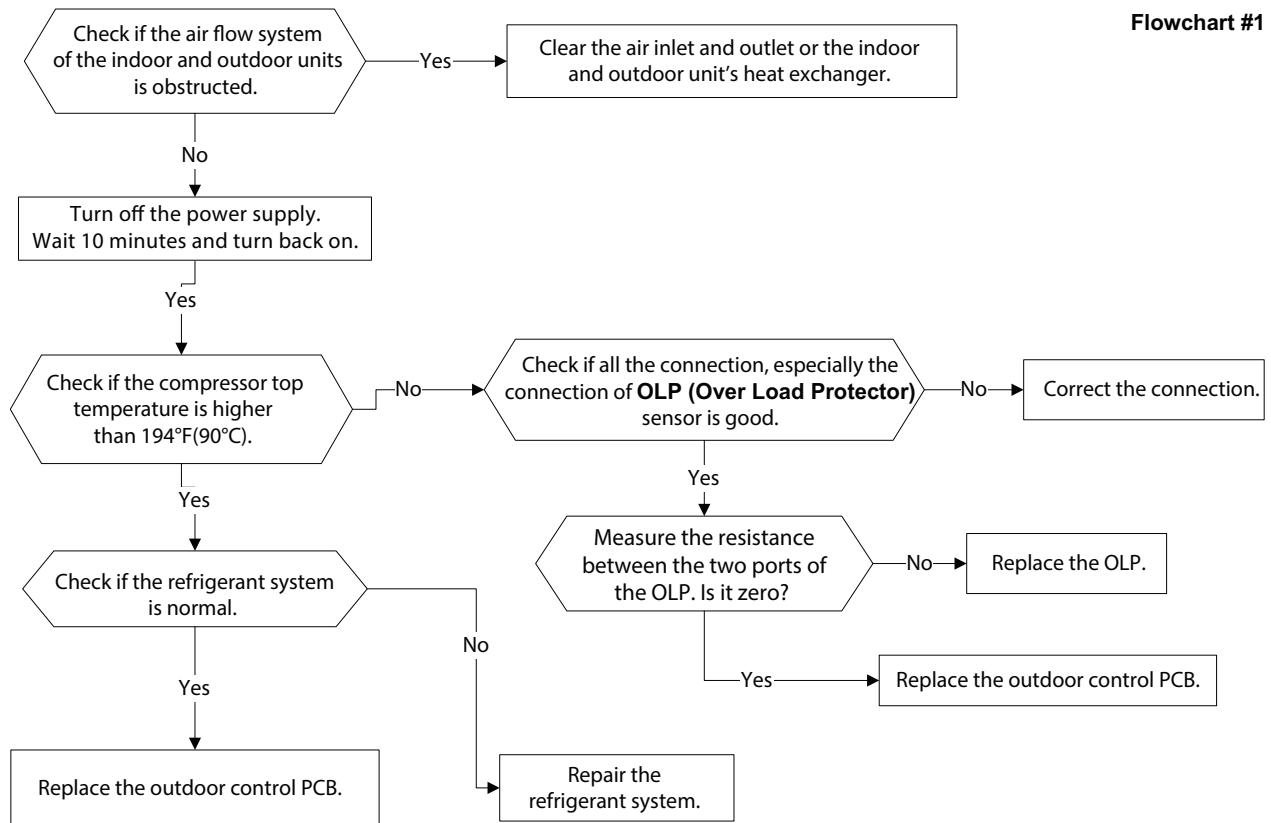 Flowchart #1
Check if the air flow system
of the indoor and outdoor units
is obstructed.
Yes
Clear the air inlet and outlet or the indoor
and outdoor unit's heat exchanger.
No
Turn off the power supply.
Wait 10 minutes and turn back on.
Yes
Check if the compressor top
temperature is higher
than 194°F(90°C).
No
Check if all the connection, especially the
connection of OLP (Over Load Protector)
sensor is good.
No
Correct the connection.
Yes
Yes
Measure the resistance
between the two ports of
the OLP. Is it zero?
No
Replace the OLP.
Check if the refrigerant system
is normal.
No
Yes
Replace the outdoor control PCB.
Yes
Replace the outdoor control PCB.
Repair the
refrigerant system.